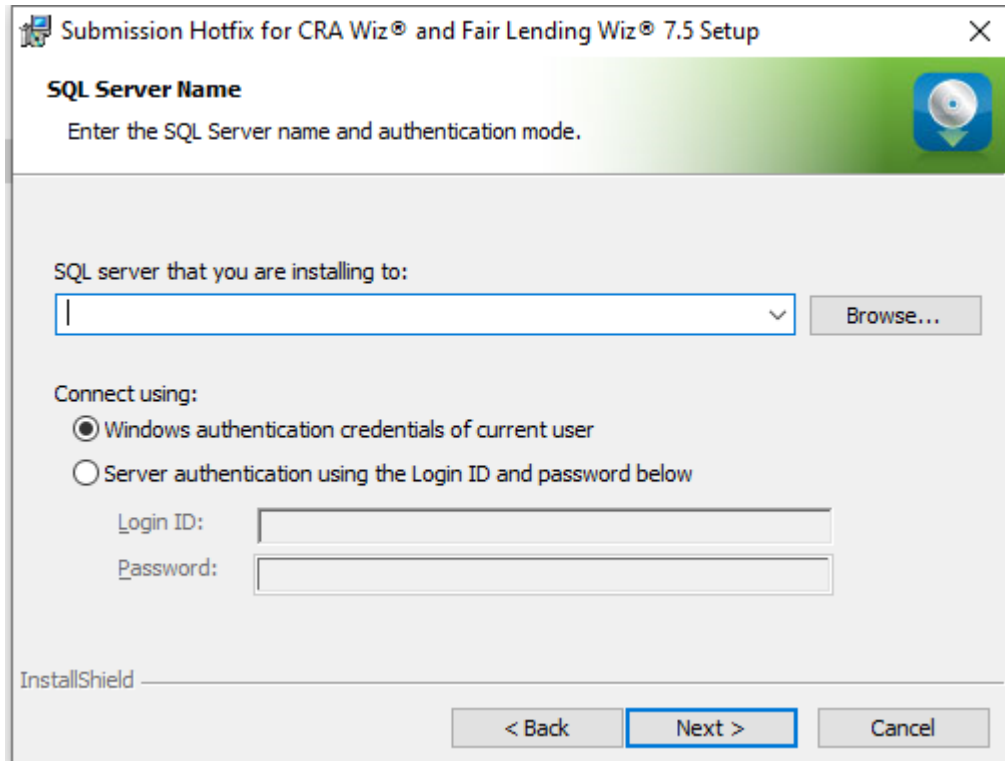 Submission Hotfix for CRA Wiz® and Fair Lending Wiz® 7.5 Setup
SQL Server Name
Enter the SQL Server name and authentication mode.
SQL server that you are installing to:
Browse...
Connect using:
Windows authentication credentials of current user
Server authentication using the Login ID and password below
Login ID:
Password:
InstallShield
< Back Next > Cancel